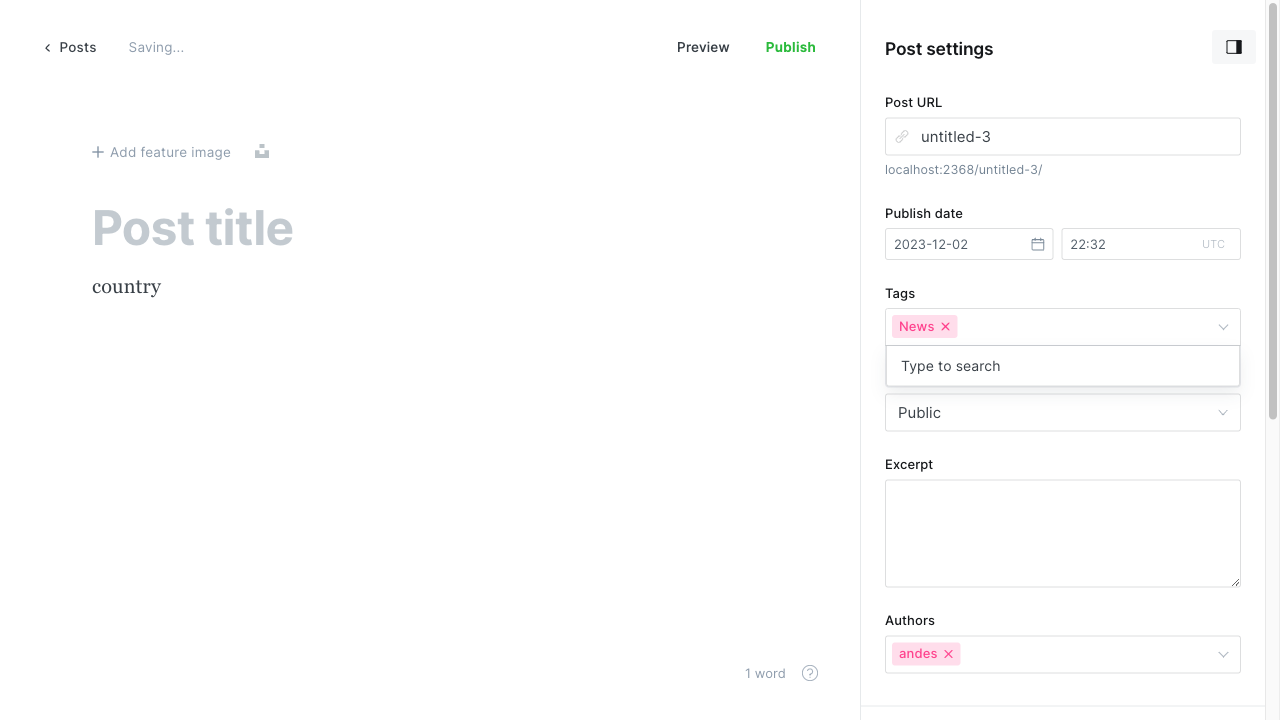 Posts
Saving...
Preview
Publish
Add feature image
Post title
country
1 word
?
Post settings
Post URL
untitled-3
localhost:2368/untitled-3/
Publish date
2023-12-02
22:32
UTC
Tags
News
Type to search
Public
Excerpt
Authors
andes